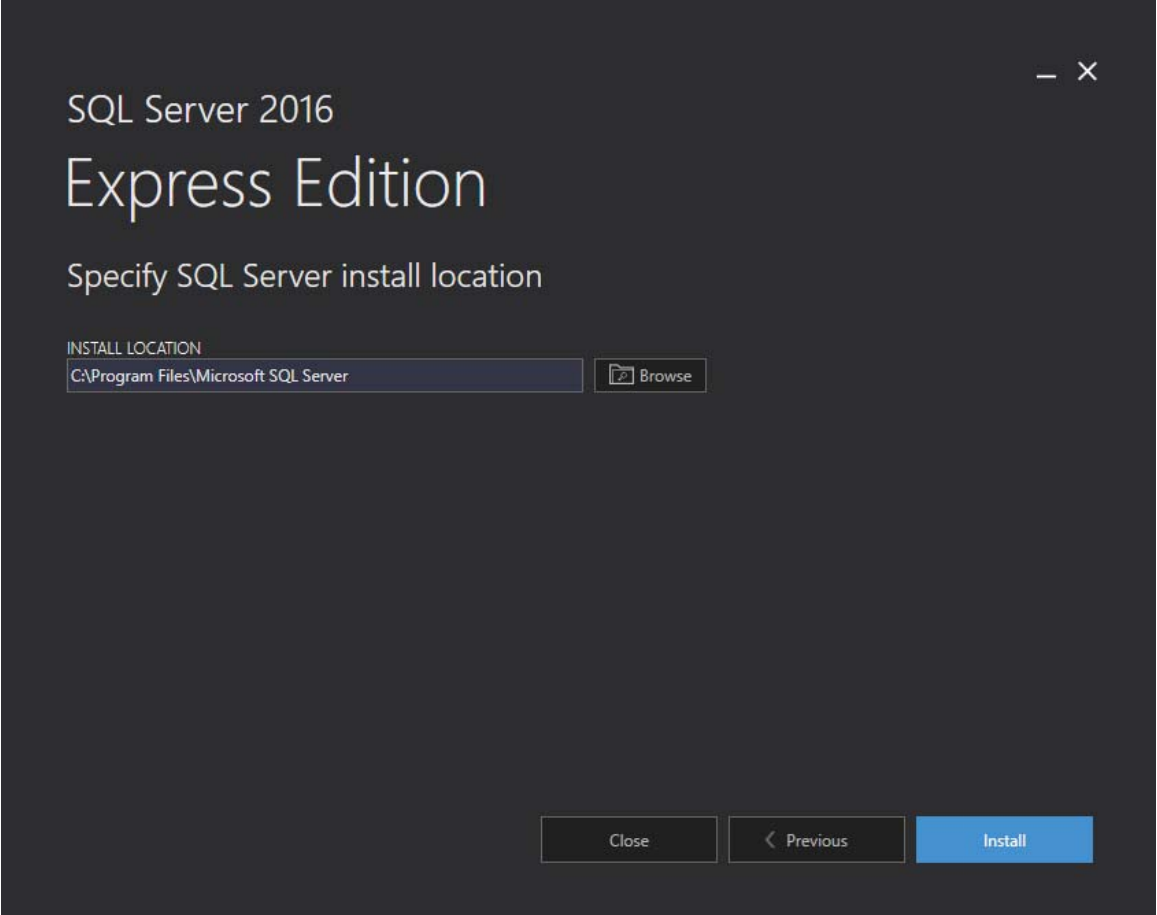 SQL Server 2016
Express Edition
Specify SQL Server install location
INSTALL LOCATION
C:\Program Files\Microsoft SQL Server
Browse
Close
Previous
Install